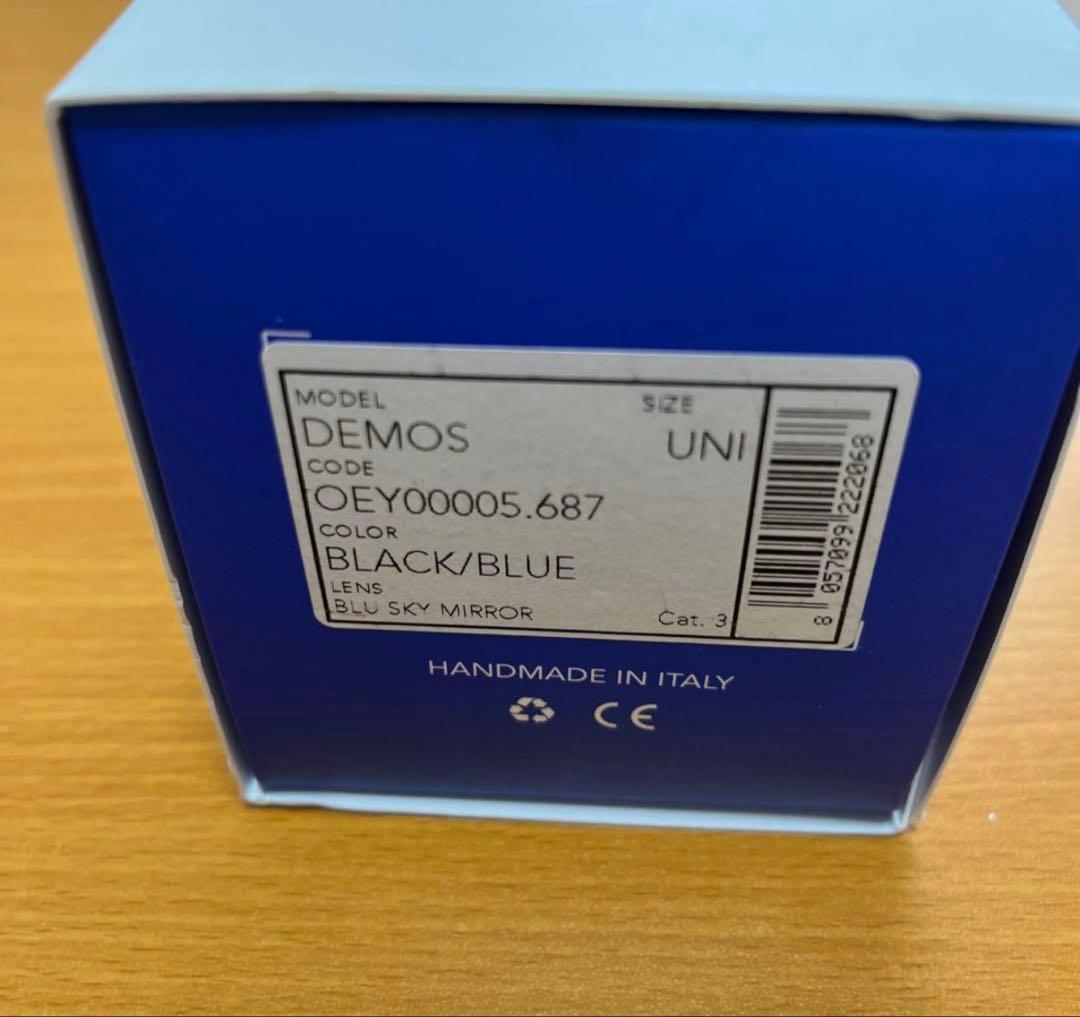 MODEL
DEMOS
CODE
OEY00005.687
COLOR
BLACK/BLUE
LENS
BLU SKY MIRROR
SIZE
UNI
Cat. 3
8 057099 222068
HANDMADE IN ITALY
CE